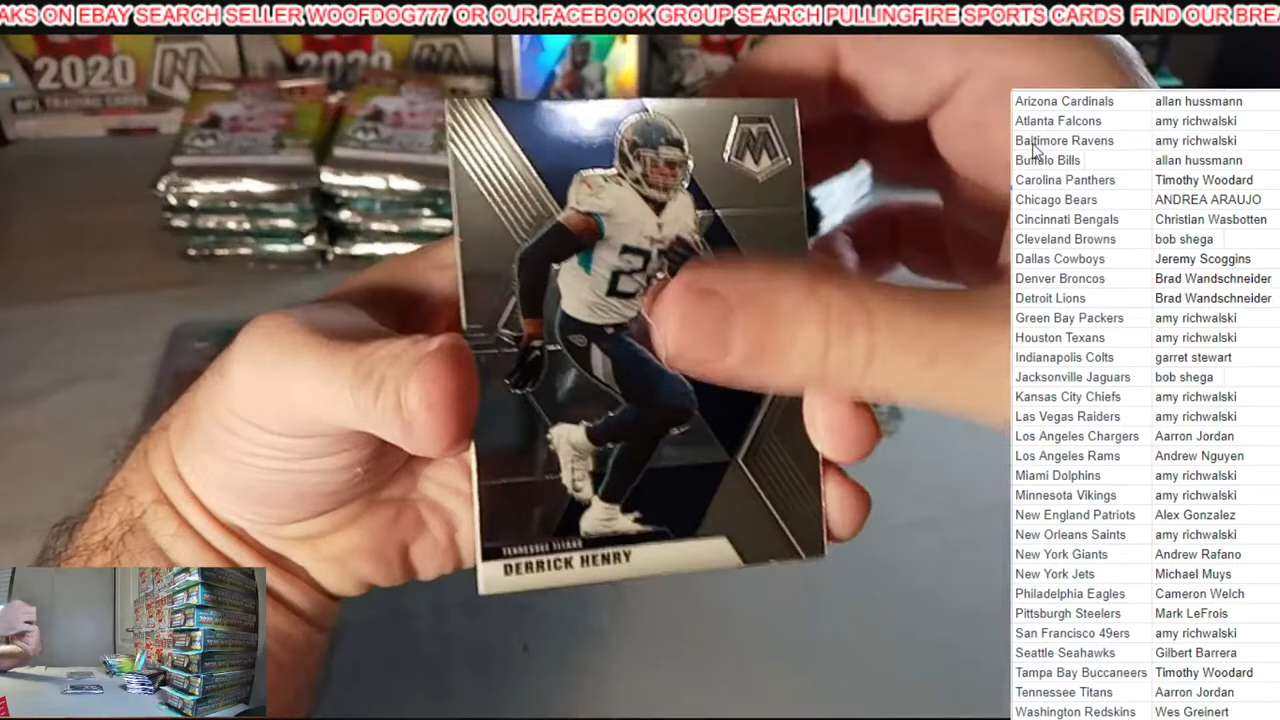 AKS ON EBAY SEARCH SELLER WOOFDOG777 OR OUR FACEBOOK GROUP SEARCH PULLINGFIRE SPORTS CARDS FIND OUR BRE
2020
2020
NFL TRADING CARDS
M
TENNESSEE TITANS
DERRICK HENRY
Arizona Cardinals allan hussmann
Atlanta Falcons amy richwalski
Baltimore Ravens amy richwalski
Buffalo Bills allan hussmann
Carolina Panthers Timothy Woodard
Chicago Bears ANDREA ARAUJO
Cincinnati Bengals Christian Wasbotten
Cleveland Browns bob shega
Dallas Cowboys Jeremy Scoggins
Denver Broncos Brad Wandschneider
Detroit Lions Brad Wandschneider
Green Bay Packers amy richwalski
Houston Texans amy richwalski
Indianapolis Colts garret stewart
Jacksonville Jaguars bob shega
Kansas City Chiefs amy richwalski
Las Vegas Raiders amy richwalski
Los Angeles Chargers Aarron Jordan
Los Angeles Rams Andrew Nguyen
Miami Dolphins amy richwalski
Minnesota Vikings amy richwalski
New England Patriots Alex Gonzalez
New Orleans Saints amy richwalski
New York Giants Andrew Rafano
New York Jets Michael Muys
Philadelphia Eagles Cameron Welch
Pittsburgh Steelers Mark LeFrois
San Francisco 49ers amy richwalski
Seattle Seahawks Gilbert Barrera
Tampa Bay Buccaneers Timothy Woodard
Tennessee Titans Aarron Jordan
Washington Redskins Wes Greinert